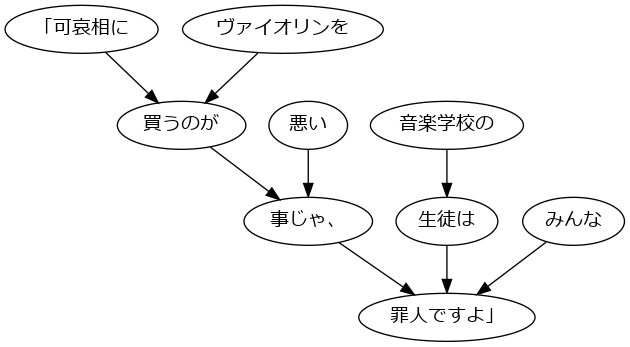 「可哀相に
ヴァイオリンを
買うのが
悪い
音楽学校の
事じゃ、
生徒は
みんな
罪人ですよ」